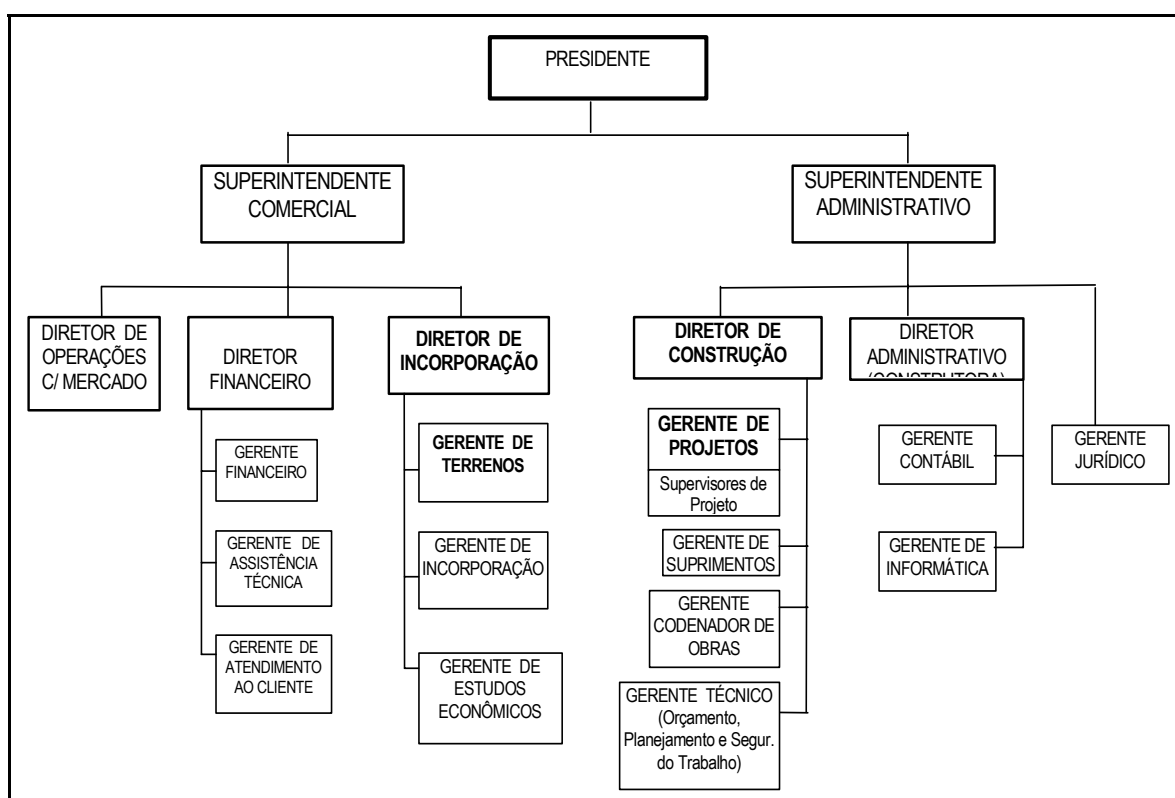 PRESIDENTE
SUPERINTENDENTE
COMERCIAL
SUPERINTENDENTE
ADMINISTRATIVO
DIRETOR DE
OPERAÇÕES
C/ MERCADO
DIRETOR
FINANCEIRO
DIRETOR DE
INCORPORAÇÃO
DIRETOR DE
CONSTRUÇÃO
DIRETOR
ADMINISTRATIVO
(CONSTRUTORA)
GERENTE
FINANCEIRO
GERENTE DE
ASSISTÊNCIA
TÉCNICA
GERENTE DE
ATENDIMENTO
AO CLIENTE
GERENTE DE
TERRENOS
GERENTE DE
INCORPORAÇÃO
GERENTE DE
ESTUDOS
ECONÔMICOS
GERENTE DE
PROJETOS
Supervisores de
Projeto
GERENTE DE
SUPRIMENTOS
GERENTE
CODENADOR DE
OBRAS
GERENTE TÉCNICO
(Orçamento,
Planejamento e Segur.
do Trabalho)
GERENTE
CONTÁBIL
GERENTE DE
INFORMÁTICA
GERENTE
JURÍDICO